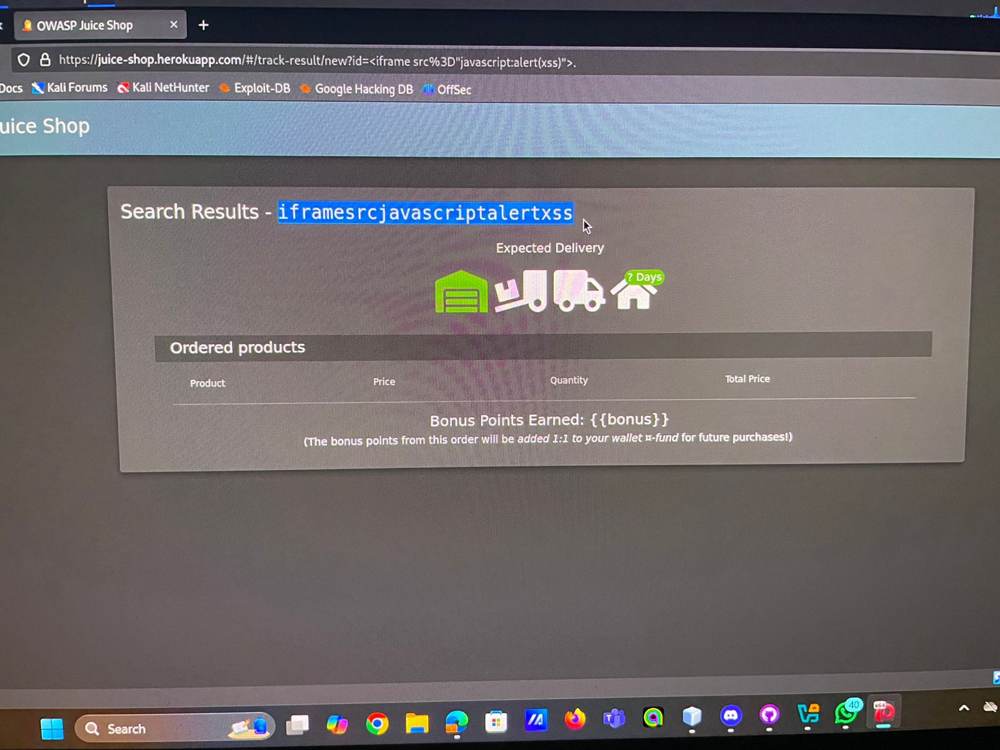 OWASP Juice Shop
https://juice-shop.herokuapp.com/#/track-result/new?id=<iframe src%3D"javascript:alert(xss)">.
Docs Kali Forums Kali NetHunter Exploit-DB Google Hacking DB OffSec
uice Shop
Search Results - iframesrcjavascriptalertxss
Expected Delivery
? Days
Ordered products
Product Price Quantity Total Price
Bonus Points Earned: {{bonus}}
(The bonus points from this order will be added 1:1 to your wallet ¤-fund for future purchases!)
Search
40
x64